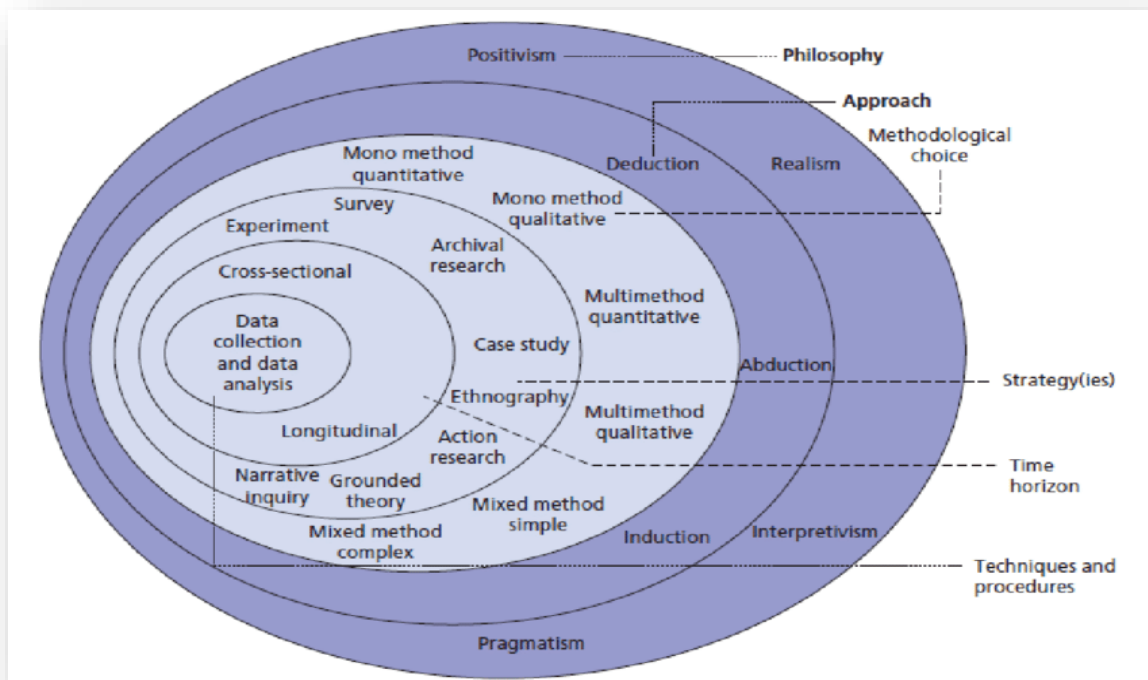 Positivism
Philosophy
Approach
Methodological
choice
Mono method
quantitative
Deduction
Realism
Mono method
qualitative
Survey
Experiment
Archival
research
Cross-sectional
Multimethod
quantitative
Data
collection
and data
analysis
Case study
Abduction
Strategy(ies)
Ethnography
Multimethod
qualitative
Longitudinal
Action
research
Time
horizon
Narrative
inquiry
Grounded
theory
Mixed method
simple
Mixed method
complex
Induction
Interpretivism
Techniques and
procedures
Pragmatism